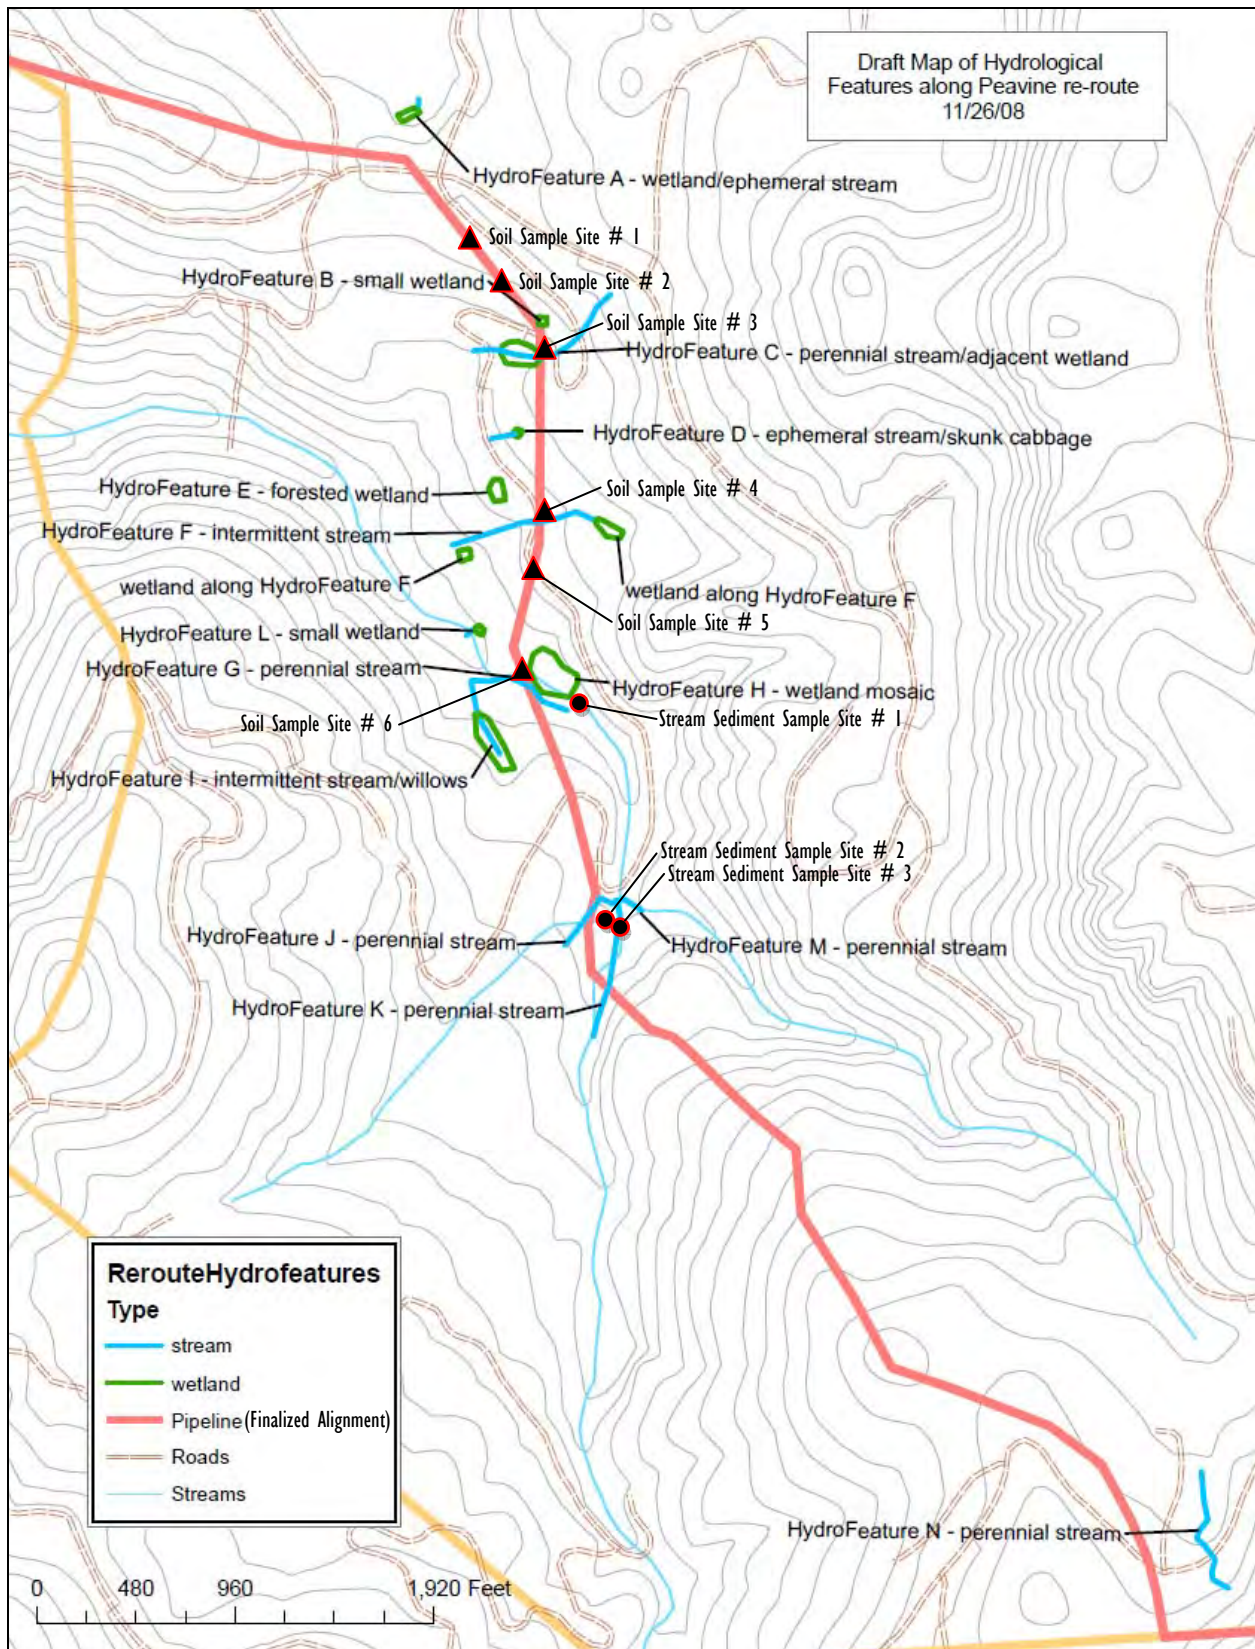 Draft Map of Hydrological
Features along Peavine re-route
11/26/08
HydroFeature A - wetland/ephemeral stream
Soil Sample Site # 1
HydroFeature B - small wetland
Soil Sample Site # 2
Soil Sample Site # 3
HydroFeature C - perennial stream/adjacent wetland
HydroFeature D - ephemeral stream/skunk cabbage
HydroFeature E - forested wetland
Soil Sample Site # 4
HydroFeature F - intermittent stream
wetland along HydroFeature F
wetland along HydroFeature F
Soil Sample Site # 5
HydroFeature L - small wetland
HydroFeature G - perennial stream
HydroFeature H - wetland mosaic
Soil Sample Site # 6
Stream Sediment Sample Site # 1
HydroFeature I - intermittent stream/willows
Stream Sediment Sample Site # 2
Stream Sediment Sample Site # 3
HydroFeature J - perennial stream
HydroFeature M - perennial stream
HydroFeature K - perennial stream
RerouteHydrofeatures
Type
stream
wetland
Pipeline (Finalized Alignment)
Roads
Streams
HydroFeature N - perennial stream
0 480 960 1,920 Feet